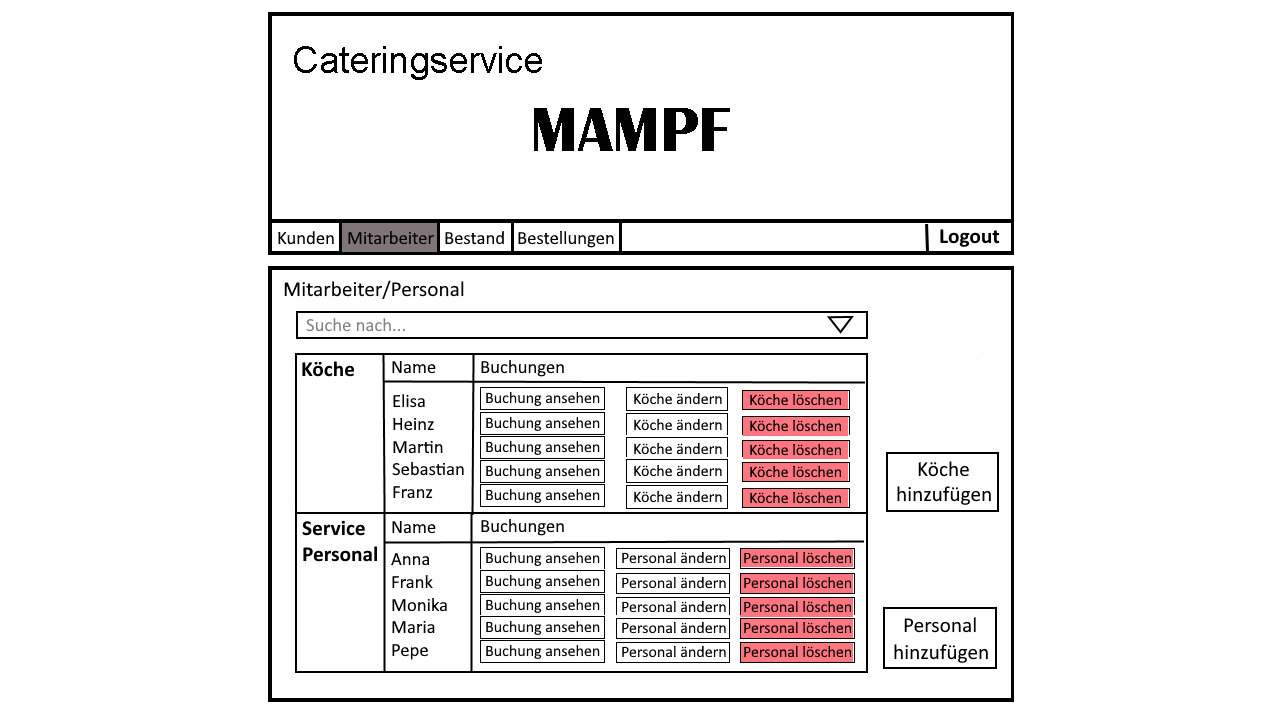 Cateringservice
MAMPF
Kunden Mitarbeiter Bestand Bestellungen Logout
Mitarbeiter/Personal
Suche nach...
Köche Name Buchungen
Elisa Buchung ansehen Köche ändern Köche löschen
Heinz Buchung ansehen Köche ändern Köche löschen
Martin Buchung ansehen Köche ändern Köche löschen
Sebastian Buchung ansehen Köche ändern Köche löschen
Franz Buchung ansehen Köche ändern Köche löschen
Köche
hinzufügen
Service
Personal
Name Buchungen
Anna Buchung ansehen Personal ändern Personal löschen
Frank Buchung ansehen Personal ändern Personal löschen
Monika Buchung ansehen Personal ändern Personal löschen
Maria Buchung ansehen Personal ändern Personal löschen
Pepe Buchung ansehen Personal ändern Personal löschen
Personal
hinzufügen